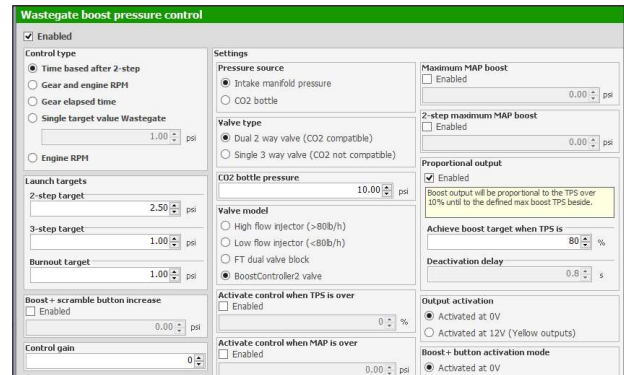 Wastegate boost pressure control
Enabled
Control type
Time based after 2-step
Gear and engine RPM
Gear elapsed time
Single target value Wastegate
1.00 psi
Engine RPM
Launch targets
2-step target
2.50 psi
3-step target
1.00 psi
Burnout target
1.00 psi
Boost+ scramble button increase
Enabled
0.00 psi
Control gain
0
Settings
Pressure source
Intake manifold pressure
CO2 bottle
Valve type
Dual 2 way valve (CO2 compatible)
Single 3 way valve (CO2 not compatible)
CO2 bottle pressure
10.00 psi
Valve model
High flow injector (>80lb/h)
Low flow injector (<80lb/h)
FT dual valve block
BoostController2 valve
Activate control when TPS is over
Enabled
0 %
Activate control when MAP is over
Enabled
0.00 psi
Maximum MAP boost
Enabled
0.00 psi
2-step maximum MAP boost
Enabled
0.00 psi
Proportional output
Enabled
Boost output will be proportional to the TPS over
10% until to the defined max boost TPS beside.
Achieve boost target when TPS is
80 %
Deactivation delay
0.8 s
Output activation
Activated at 0V
Activated at 12V (Yellow outputs)
Boost+ button activation mode
Activated at 0V